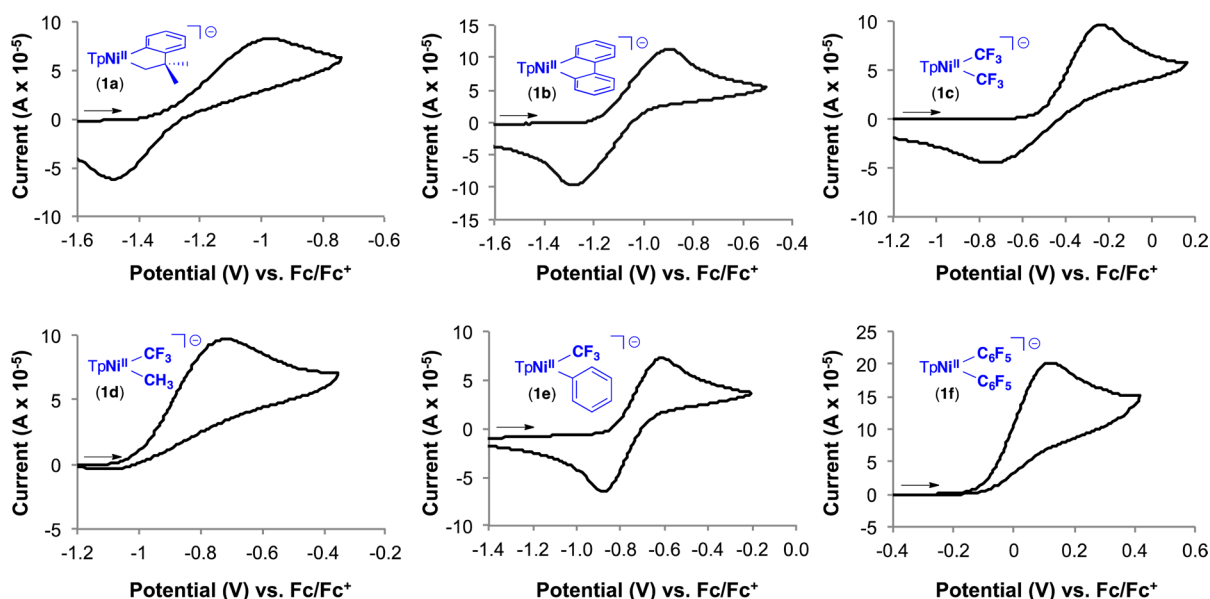 Current (A x 10⁻⁵)
10
5
0
-5
-10
-1.6
-1.4
-1.2
-1
-0.8
-0.6
Potential (V) vs. Fc/Fc⁺
TpNiᴵᴵ
(1a)
⊖
Current (A x 10⁻⁵)
15
10
5
0
-5
-10
-15
-1.6
-1.4
-1.2
-1.0
-0.8
-0.6
-0.4
Potential (V) vs. Fc/Fc⁺
TpNiᴵᴵ
(1b)
⊖
Current (A x 10⁻⁵)
10
5
0
-5
-10
-1.2
-1
-0.8
-0.6
-0.4
-0.2
0
0.2
Potential (V) vs. Fc/Fc⁺
CF₃
TpNiᴵᴵ
CF₃
(1c)
⊖
Current (A x 10⁻⁵)
10
5
0
-5
-1.2
-1
-0.8
-0.6
-0.4
-0.2
Potential (V) vs. Fc/Fc⁺
CF₃
TpNiᴵᴵ
CH₃
(1d)
⊖
Current (A x 10⁻⁵)
10
5
0
-5
-10
-1.4
-1.2
-1.0
-0.8
-0.6
-0.4
-0.2
0.0
Potential (V) vs. Fc/Fc⁺
CF₃
TpNiᴵᴵ
(1e)
⊖
Current (A x 10⁻⁵)
25
20
15
10
5
0
-5
-0.4
-0.2
0
0.2
0.4
0.6
Potential (V) vs. Fc/Fc⁺
C₆F₅
TpNiᴵᴵ
C₆F₅
(1f)
⊖